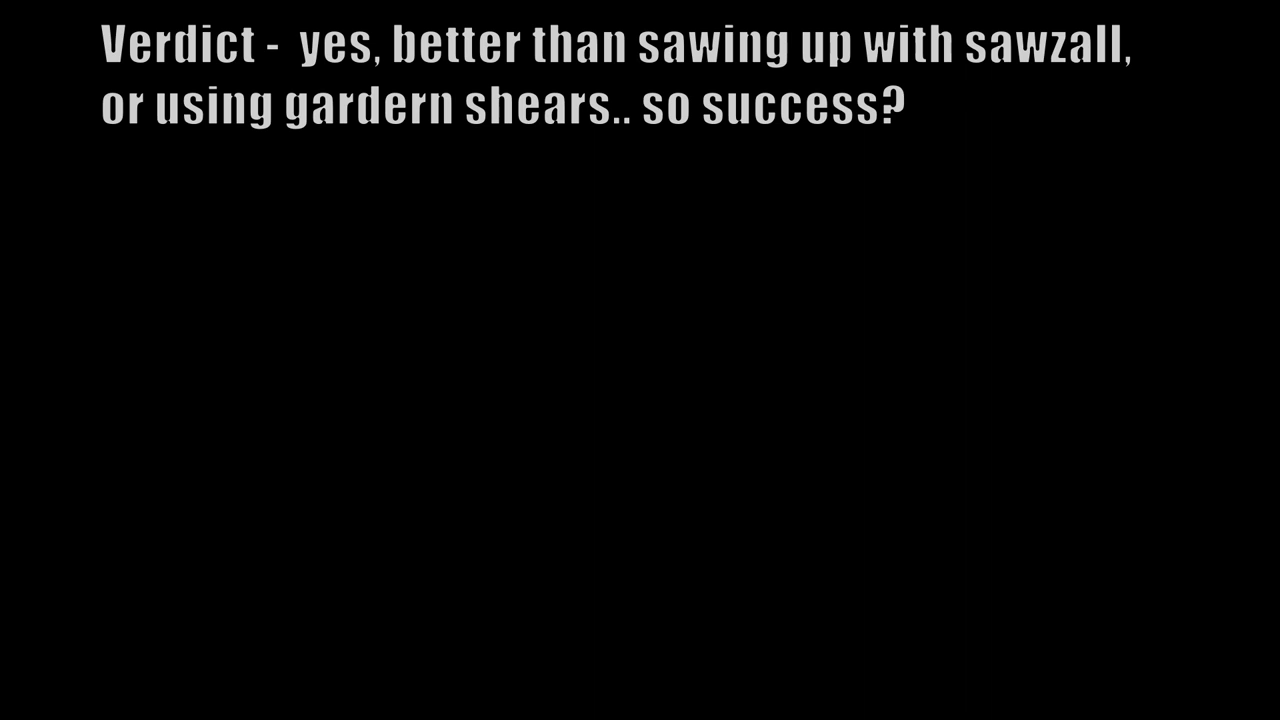 Verdict -  yes, better than sawing up with sawzall,
or using gardern shears.. so success?